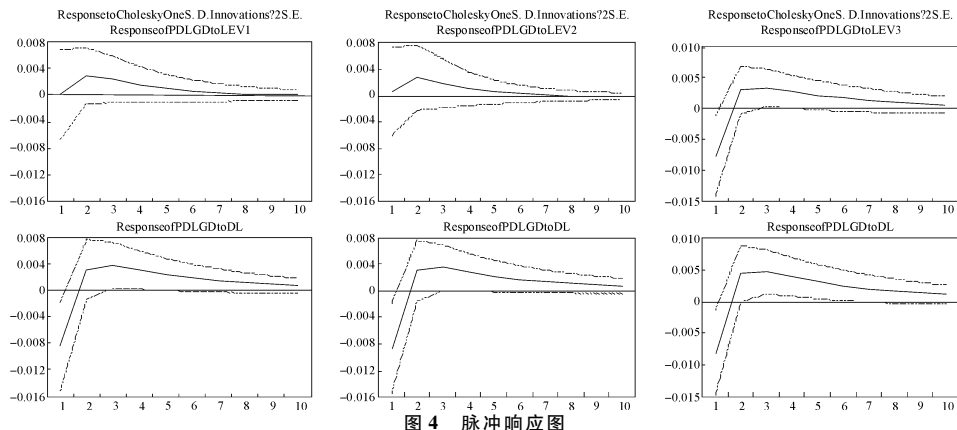 ResponsetoCholeskyOneS. D.Innovations?2S.E.
ResponseofPDLGDtoLEV1
0.008
0.004
0
−0.004
−0.008
−0.012
−0.016
1 2 3 4 5 6 7 8 9 10
ResponsetoCholeskyOneS. D.Innovations?2S.E.
ResponseofPDLGDtoLEV2
0.008
0.004
0.000
−0.004
−0.008
−0.012
−0.016
1 2 3 4 5 6 7 8 9 10
ResponsetoCholeskyOneS. D.Innovations?2S.E.
ResponseofPDLGDtoLEV3
0.010
0.005
0
−0.005
−0.010
−0.015
1 2 3 4 5 6 7 8 9 10
ResponseofPDLGDtoDL
0.008
0.004
0
−0.004
−0.008
−0.012
−0.016
1 2 3 4 5 6 7 8 9 10
ResponseofPDLGDtoDL
0.008
0.004
0
−0.004
−0.008
−0.012
−0.016
1 2 3 4 5 6 7 8 9 10
ResponseofPDLGDtoDL
0.010
0.005
0
−0.005
−0.010
−0.015
1 2 3 4 5 6 7 8 9 10
图 4 脉冲响应图